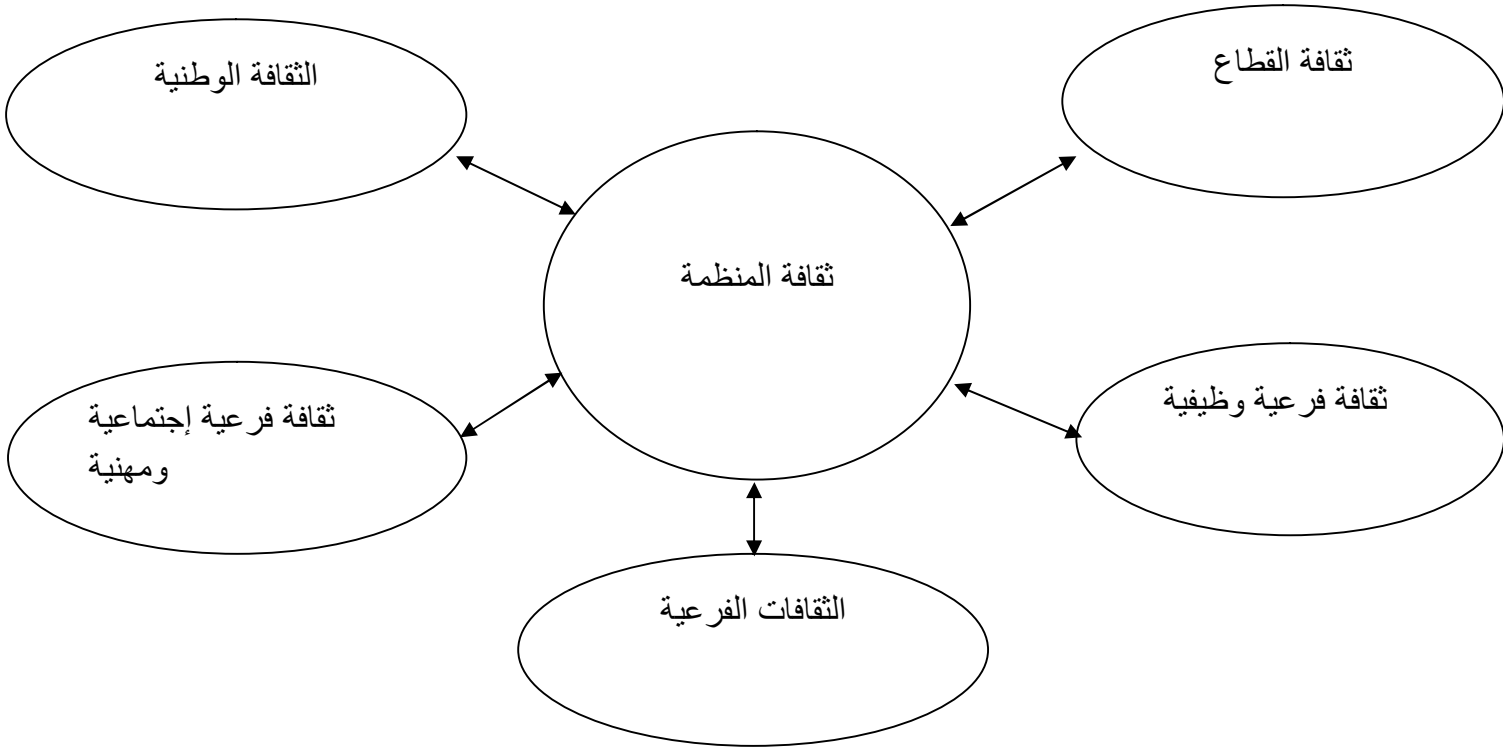 ثقافة القطاع
الثقافة الوطنية
ثقافة المنظمة
ثقافة فرعية وظيفية
ثقافة فرعية إجتماعية
ومهنية
الثقافات الفرعية